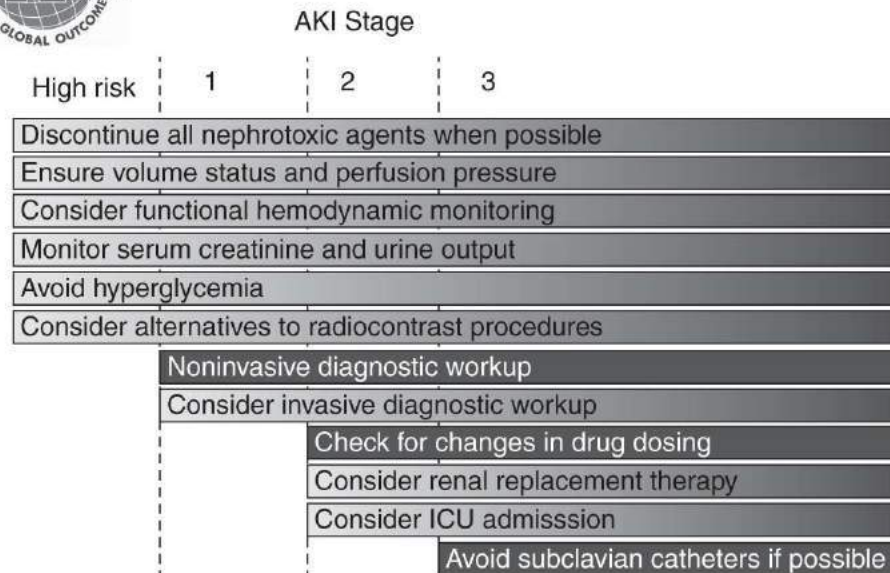 GLOBAL OUTCOMES
AKI Stage
High risk 1 2 3
Discontinue all nephrotoxic agents when possible
Ensure volume status and perfusion pressure
Consider functional hemodynamic monitoring
Monitor serum creatinine and urine output
Avoid hyperglycemia
Consider alternatives to radiocontrast procedures
Noninvasive diagnostic workup
Consider invasive diagnostic workup
Check for changes in drug dosing
Consider renal replacement therapy
Consider ICU admisssion
Avoid subclavian catheters if possible